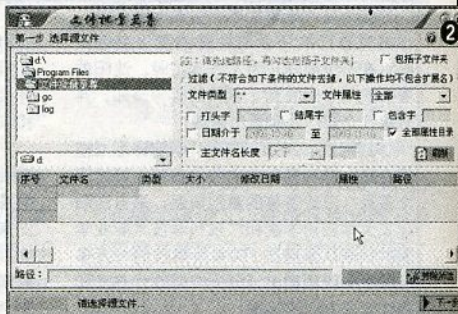 文件批量更名
第一步 选择源文件
2
d:\
Program Files
gc
log
[注：请先选路径，再勾选包括子文件夹]
包括子文件夹
过滤（不符合如下条件的文件去掉，以下操作均不包含扩展名）
文件类型 *.* 文件属性 全部
打头字 结尾字 包含字
日期介于 至 全部属性目录
主文件名长度 大于 刷新
d:
序号 文件名 类型 大小 修改日期 属性 路径
路径：
请选择源文件...
下一步